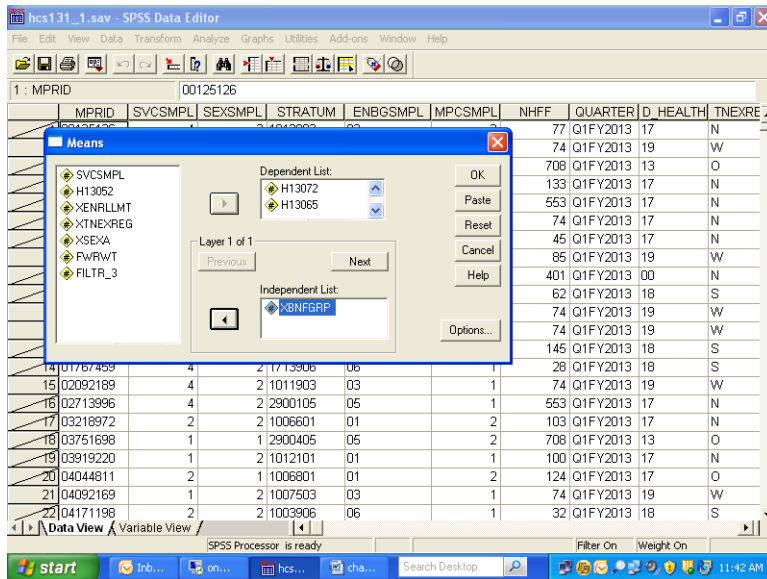 hcs131_1.sav - SPSS Data Editor
File Edit View Data Transform Analyze Graphs Utilities Add-ons Window Help
1 : MPRID 00125126
MPRID SVCSMPL SEXSMPL STRATUM ENBGSMPL MPCSMPL NHFF QUARTER D_HEALTH TNEXRE
77 Q1FY2013 17 N
Means
74 Q1FY2013 19 W
708 Q1FY2013 13 O
133 Q1FY2013 17 N
553 Q1FY2013 17 N
74 Q1FY2013 17 N
45 Q1FY2013 17 N
85 Q1FY2013 19 W
401 Q1FY2013 00 N
62 Q1FY2013 18 S
74 Q1FY2013 19 W
74 Q1FY2013 19 W
145 Q1FY2013 18 S
SVCSMPL
H13052
XENRLLMT
XTNEXREG
XSEXA
FWRWT
FILTR_3
Dependent List:
H13072
H13065
Layer 1 of 1
Previous Next
Independent List:
XBNFGRP
OK
Paste
Reset
Cancel
Help
Options...
14 01767459 4 2 1713906 06 1 28 Q1FY2013 18 S
15 02092189 4 2 1011903 03 1 74 Q1FY2013 19 W
16 02713996 4 2 2900105 05 1 553 Q1FY2013 17 N
17 03218972 2 2 1006601 01 2 103 Q1FY2013 17 N
18 03751698 1 1 2900405 05 2 708 Q1FY2013 13 O
19 03919220 1 2 1012101 01 1 100 Q1FY2013 17 N
20 04044811 2 1 1006801 01 2 124 Q1FY2013 17 O
21 04092169 1 2 1007503 03 1 74 Q1FY2013 19 W
22 04171198 2 2 1003906 06 1 32 Q1FY2013 18 S
Data View Variable View
SPSS Processor is ready Filter On Weight On
start Inb... on... hcs... cha... Search Desktop 11:42 AM